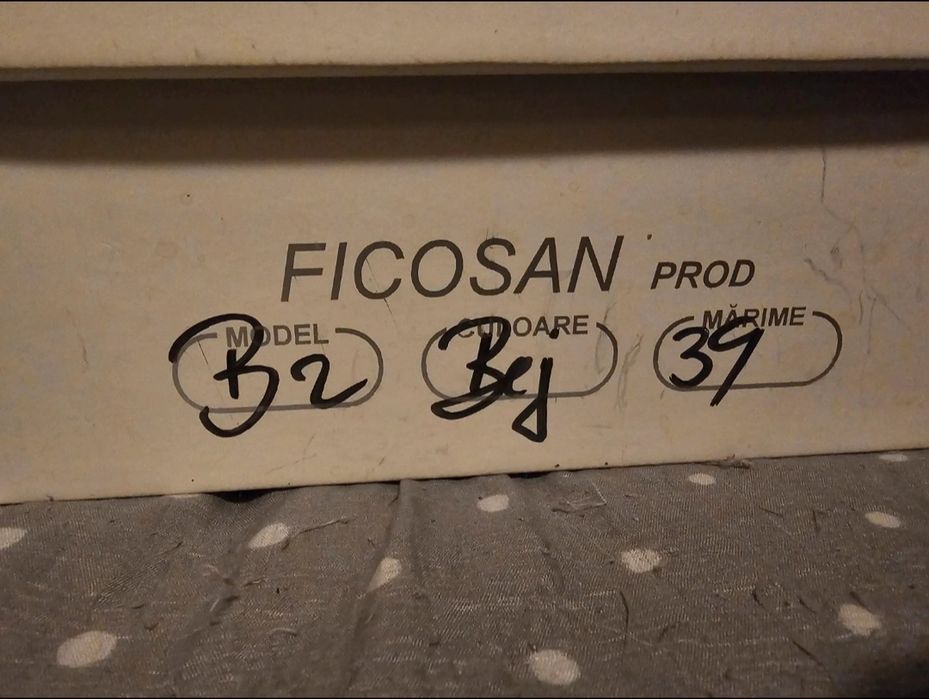 FICOSAN PROD
MODEL CULOARE MĂRIME
B2 Bej 39